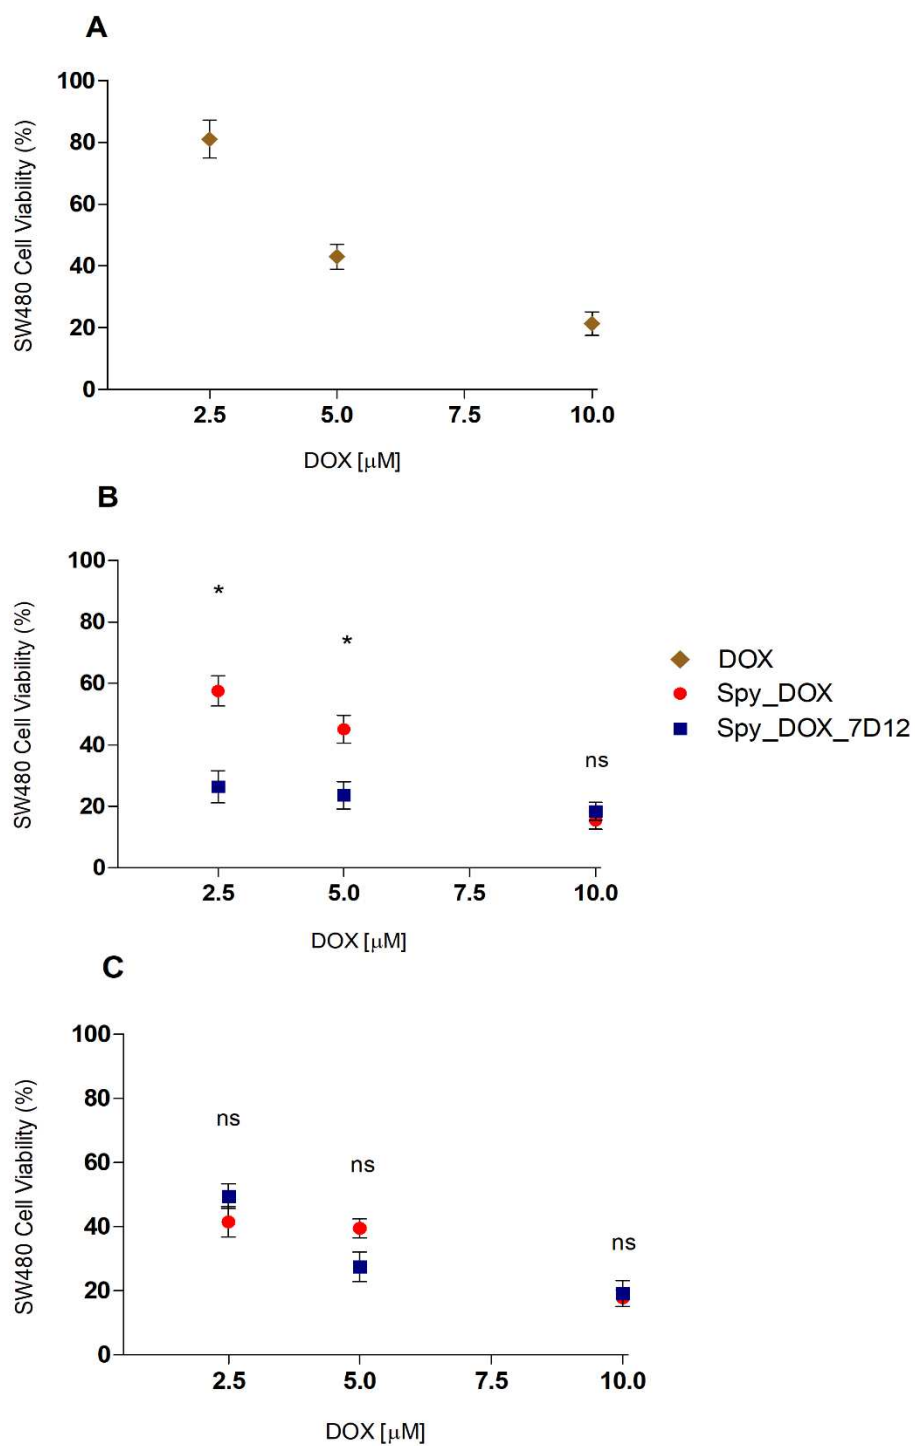 A
100
80
60
40
20
0
SW480 Cell Viability (%)
2.5 5.0 7.5 10.0
DOX [μM]
B
100
80
60
40
20
0
SW480 Cell Viability (%)
*
*
ns
2.5 5.0 7.5 10.0
DOX [μM]
DOX
Spy_DOX
Spy_DOX_7D12
C
100
80
60
40
20
0
SW480 Cell Viability (%)
ns
ns
ns
2.5 5.0 7.5 10.0
DOX [μM]